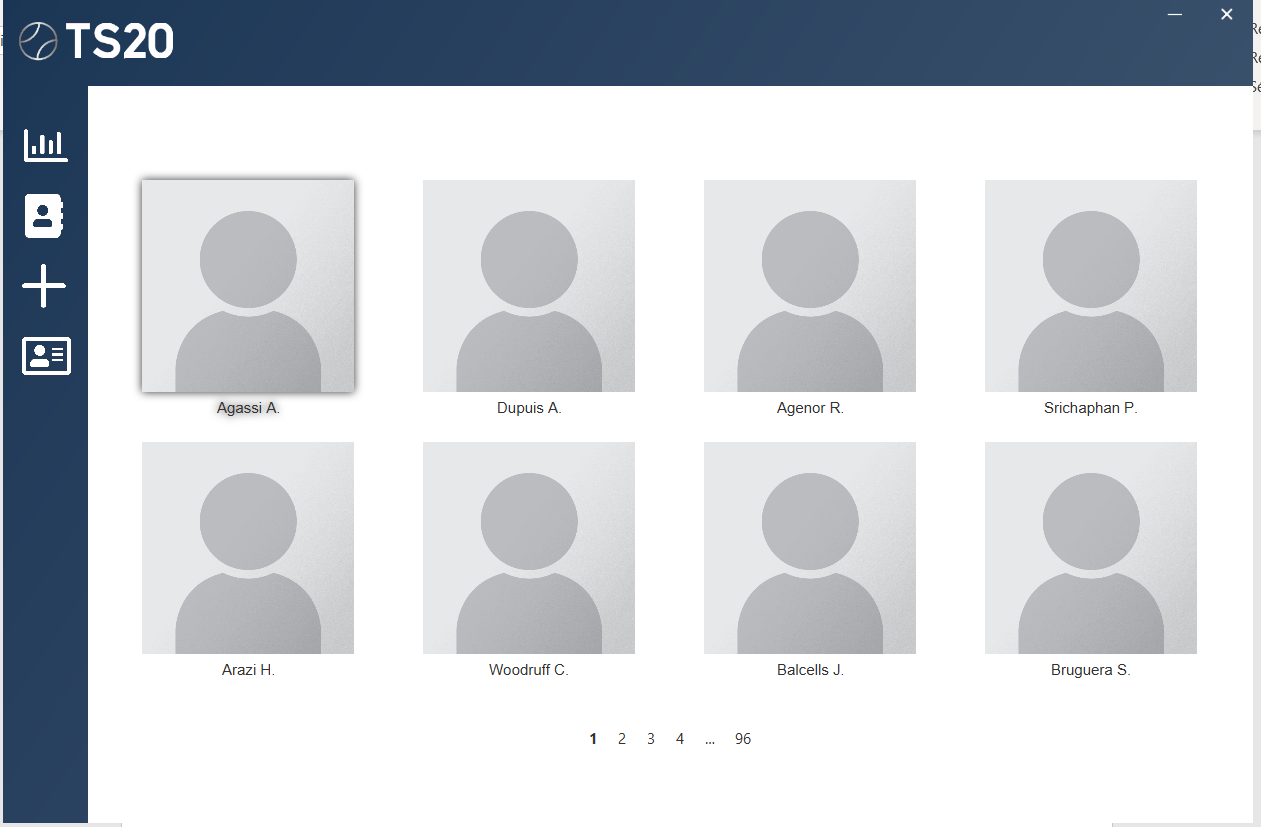 TS20
Agassi A.
Dupuis A.
Agenor R.
Srichaphan P.
Arazi H.
Woodruff C.
Balcells J.
Bruguera S.
1 2 3 4 ... 96